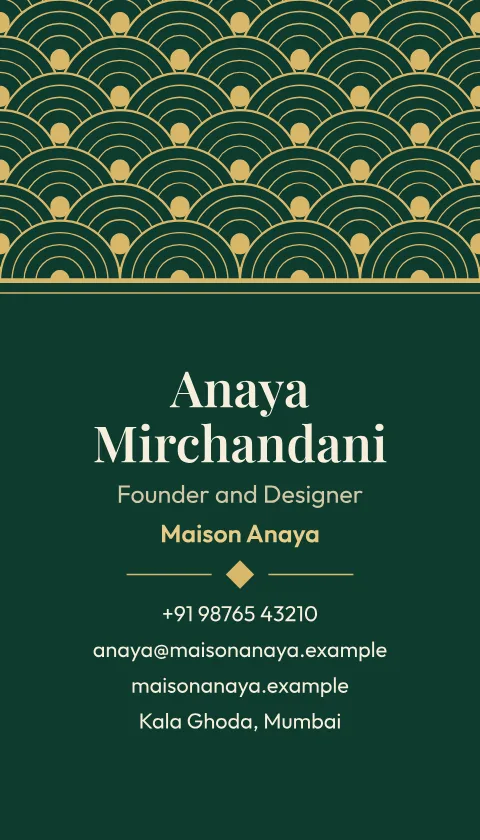 Anaya
Mirchandani
Founder and Designer
Maison Anaya
+91 98765 43210
anaya@maisonanaya.example
maisonanaya.example
Kala Ghoda, Mumbai